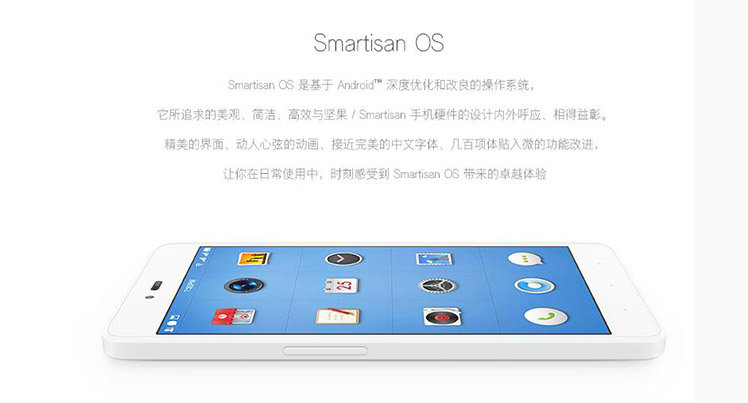 Smartisan OS
Smartisan OS 是基于 Android™ 深度优化和改良的操作系统，
它所追求的美观、简洁、高效与坚果 / Smartisan 手机硬件的设计内外呼应、相得益彰。
精美的界面、动人心弦的动画、接近完美的中文字体、几百项体贴入微的功能改进，
让你在日常使用中，时刻感受到 Smartisan OS 带来的卓越体验
25